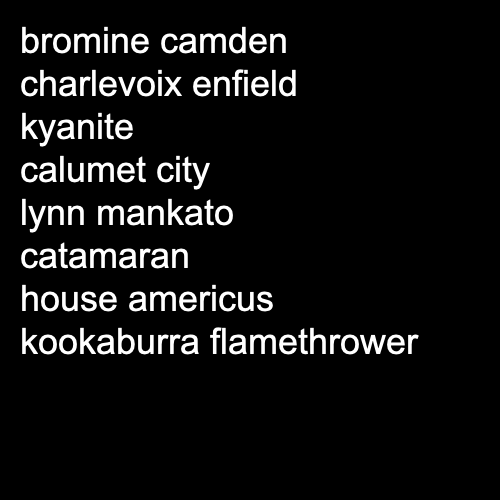 bromine camden
charlevoix enfield
kyanite
calumet city
lynn mankato
catamaran
house americus
kookaburra flamethrower